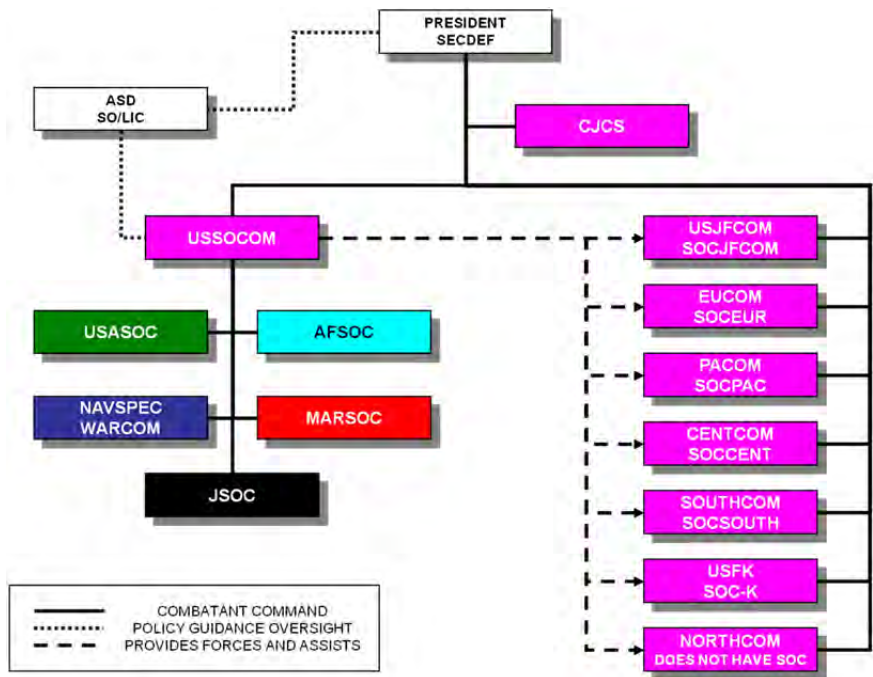 PRESIDENT
SECDEF
ASD
SO/LIC
CJCS
USSOCOM
USJFCOM
SOCJFCOM
EUCOM
SOCEUR
USASOC
AFSOC
PACOM
SOCPAC
NAVSPEC
WARCOM
MARSOC
CENTCOM
SOCCENT
JSOC
SOUTHCOM
SOCSOUTH
USFK
SOC-K
NORTHCOM
DOES NOT HAVE SOC
COMBATANT COMMAND
POLICY GUIDANCE OVERSIGHT
PROVIDES FORCES AND ASSISTS